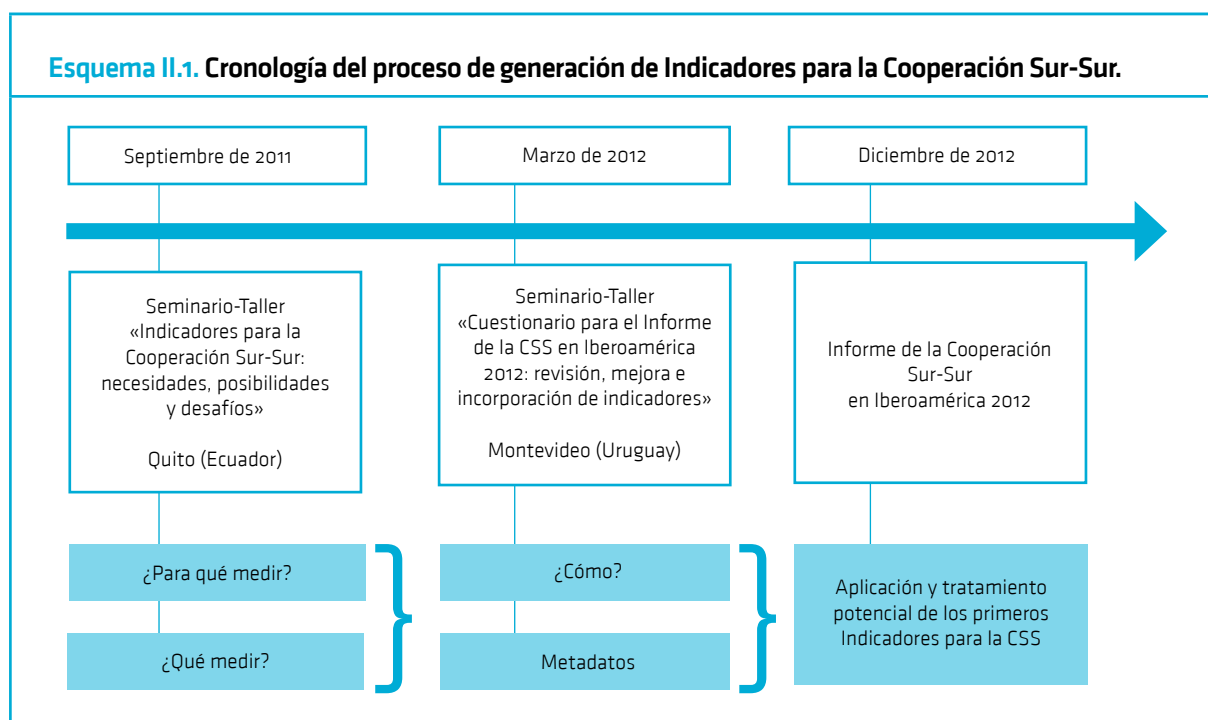 Esquema II.1. Cronología del proceso de generación de Indicadores para la Cooperación Sur-Sur.
Septiembre de 2011
Marzo de 2012
Diciembre de 2012
Seminario-Taller
«Indicadores para la
Cooperación Sur-Sur:
necesidades, posibilidades
y desafíos»
Quito (Ecuador)
Seminario-Taller
«Cuestionario para el Informe
de la CSS en Iberoamérica
2012: revisión, mejora e
incorporación de indicadores»
Montevideo (Uruguay)
Informe de la Cooperación
Sur-Sur
en Iberoamérica 2012
¿Para qué medir?
¿Qué medir?
¿Cómo?
Metadatos
Aplicación y tratamiento
potencial de los primeros
Indicadores para la CSS